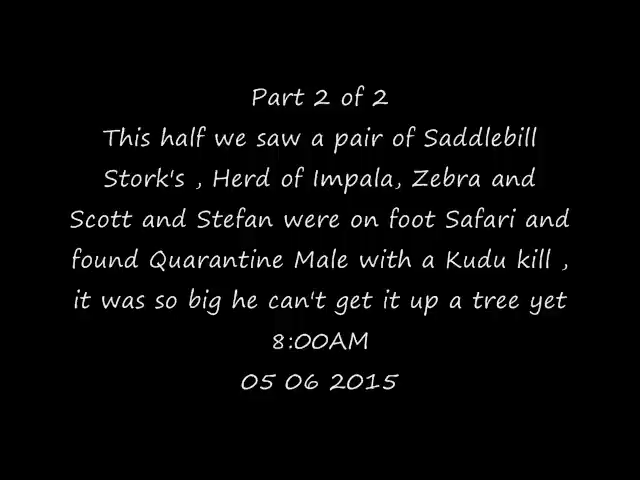 Part 2 of 2
This half we saw a pair of Saddlebill
Stork's , Herd of Impala, Zebra and
Scott and Stefan were on foot Safari and
found Quarantine Male with a Kudu kill ,
it was so big he can't get it up a tree yet
8:00AM
05 06 2015